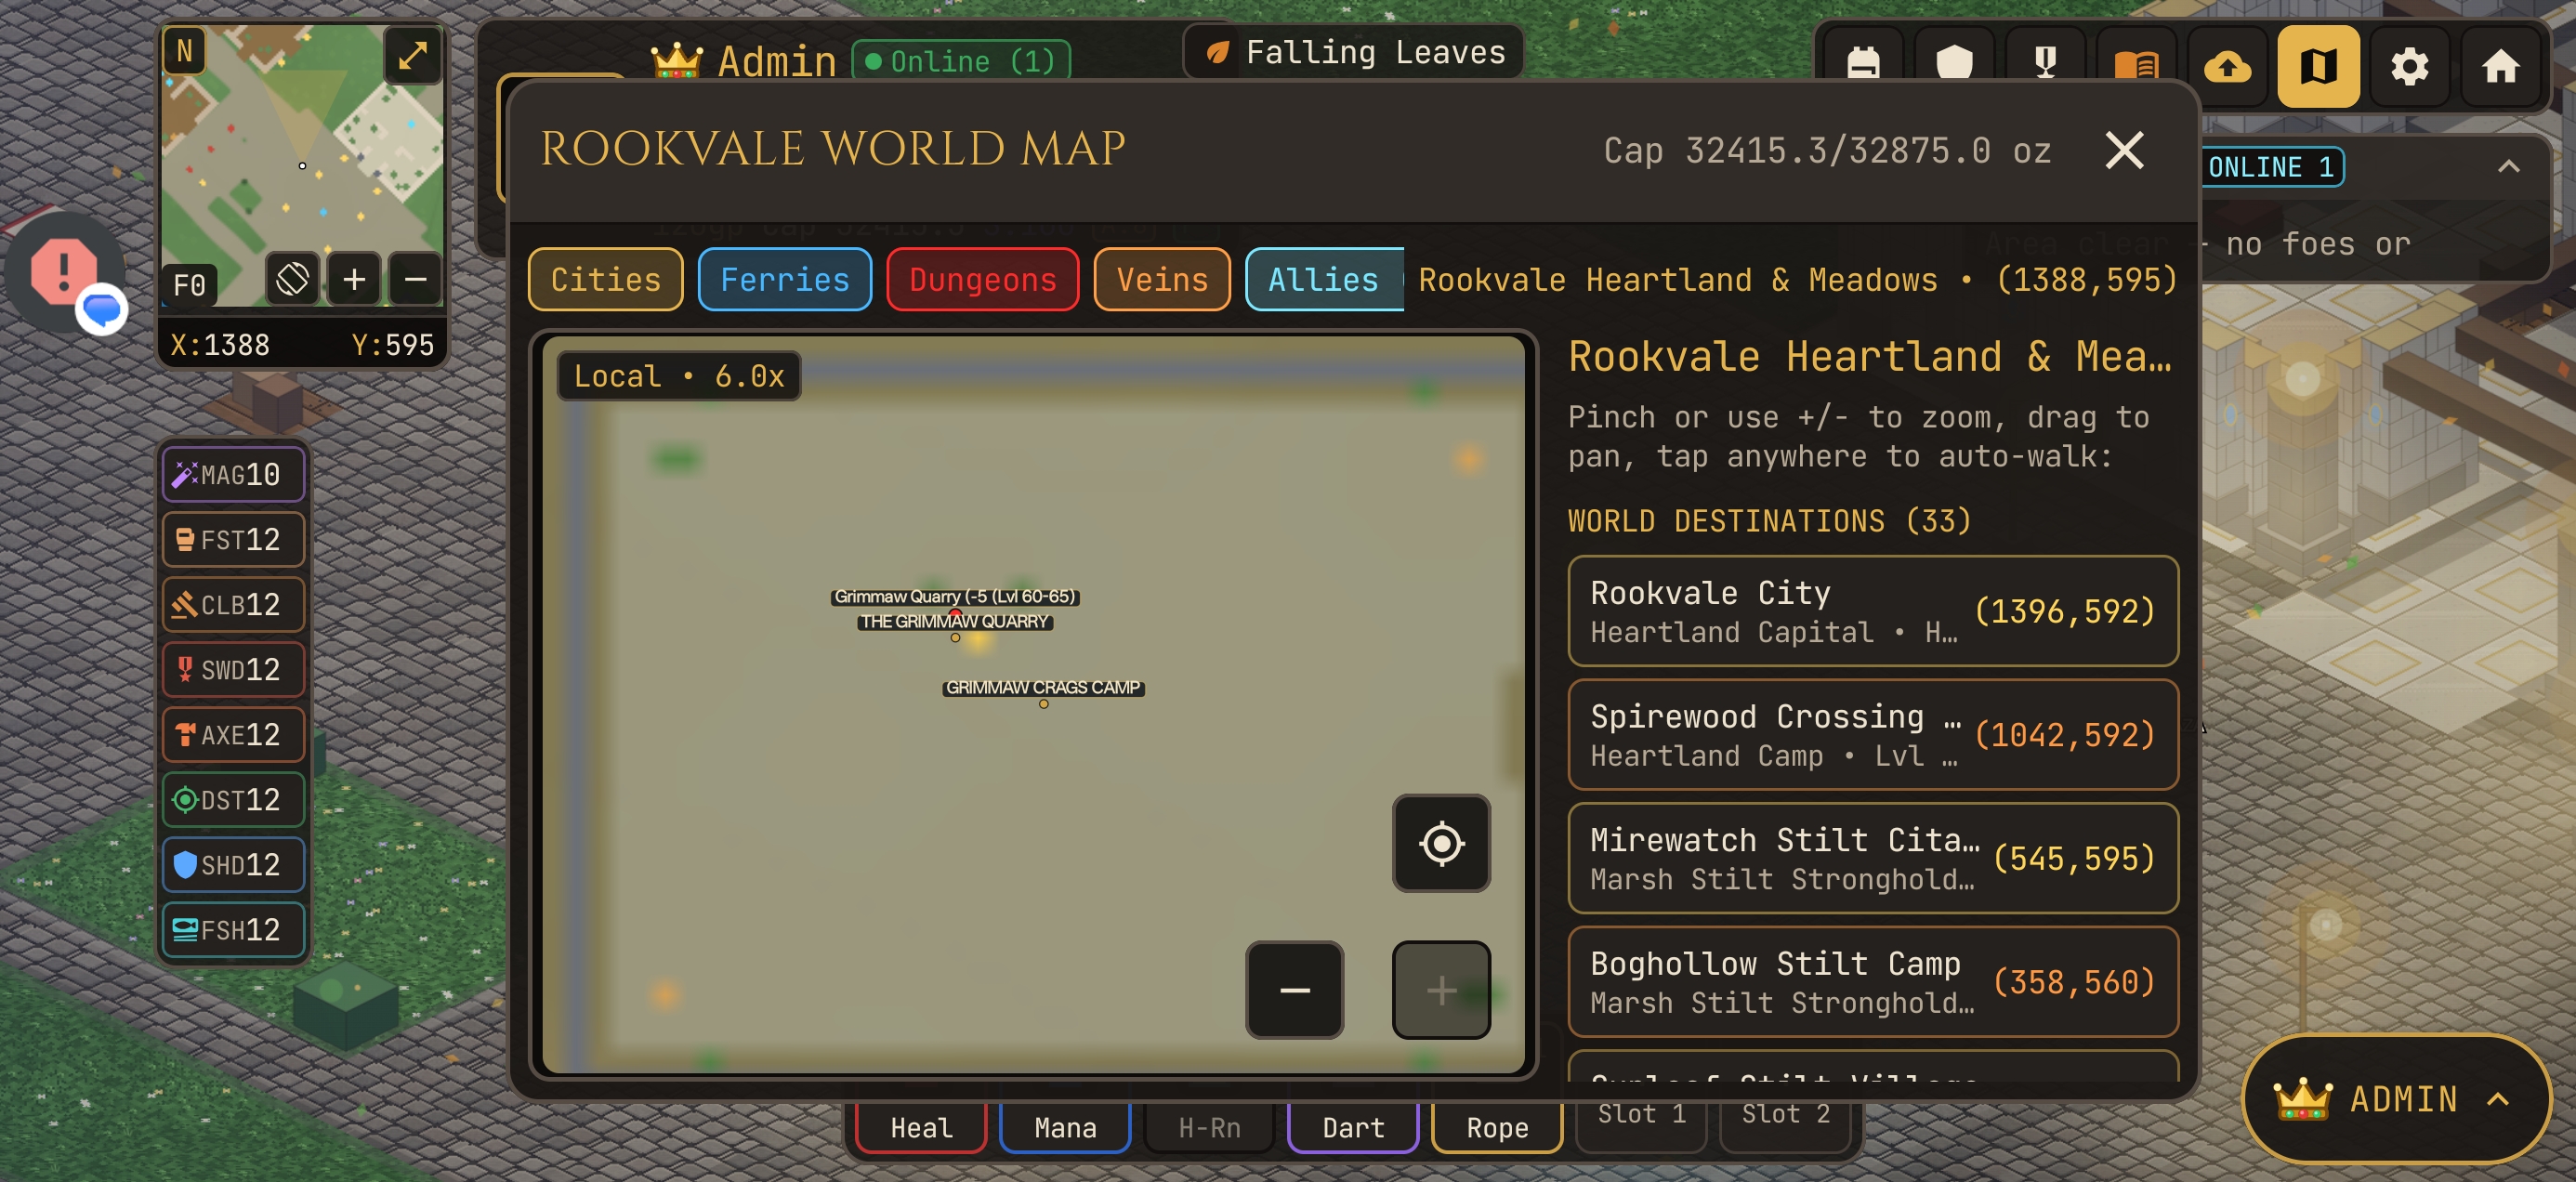 N
Admin
Online (1)
Falling Leaves
F0
X:1388 Y:595
ROOKVALE WORLD MAP
Cap 32415.3/32875.0 oz
ONLINE 1
no foes or
Cities
Ferries
Dungeons
Veins
Allies
Rookvale Heartland & Meadows • (1388,595)
Local • 6.0x
Grimmaw Quarry (-5 (Lvl 60-65)
THE GRIMMAW QUARRY
GRIMMAW CRAGS CAMP
Rookvale Heartland & Mea…
Pinch or use +/- to zoom, drag to
pan, tap anywhere to auto-walk:
WORLD DESTINATIONS (33)
Rookvale City
Heartland Capital • H…
(1396,592)
Spirewood Crossing …
Heartland Camp • Lvl …
(1042,592)
Mirewatch Stilt Cita…
Marsh Stilt Stronghold…
(545,595)
Boghollow Stilt Camp
Marsh Stilt Stronghold…
(358,560)
MAG10
FST12
CLB12
SWD12
AXE12
DST12
SHD12
FSH12
Heal
Mana
H-Rn
Dart
Rope
Slot 1
Slot 2
ADMIN